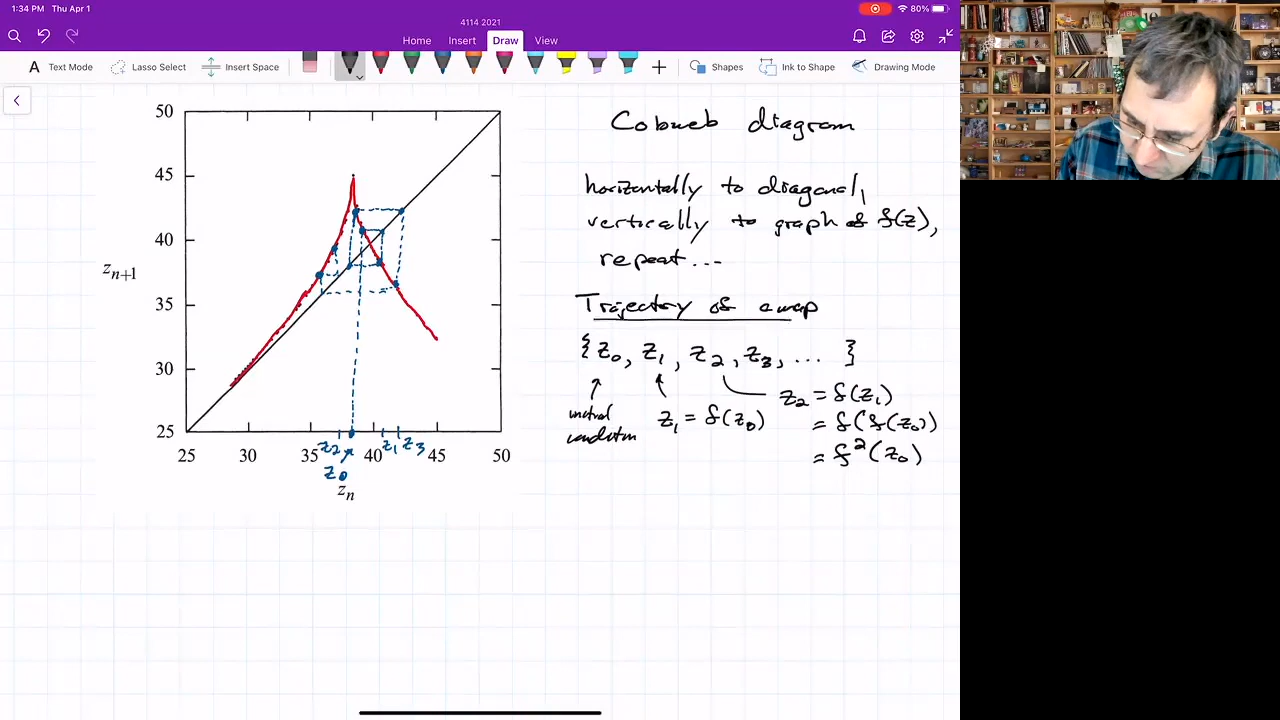 1:34 PM Thu Apr 1
80%
4114 2021
Home Insert Draw View
Text Mode Lasso Select Insert Space Shapes Ink to Shape Drawing Mode
50
45
40
35
30
25
z_{n+1}
25 30 35 40 45 50
z_n
z_2 z_1 z_3
z_0
Cobweb diagram
horizontally to diagonal,
vertically to graph of f(z),
repeat...
Trajectory of a map
{z_0, z_1, z_2, z_3, ... }
initial condition
z_1 = f(z_0)
z_2 = f(z_1)
= f(f(z_0))
= f^2(z_0)